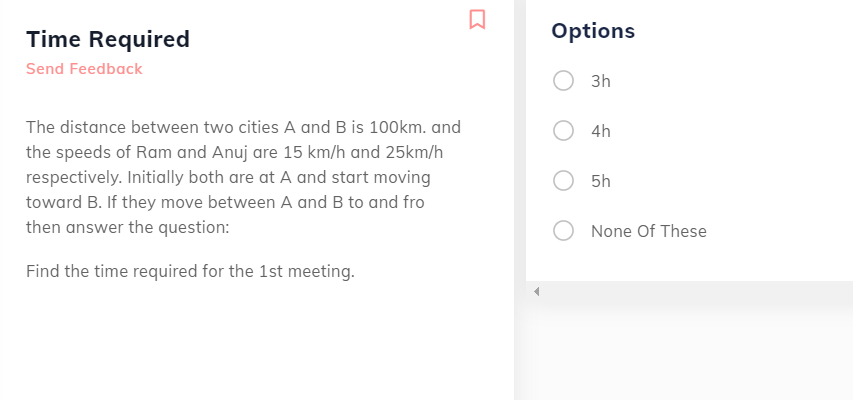 Time Required
Send Feedback
The distance between two cities A and B is 100km. and
the speeds of Ram and Anuj are 15 km/h and 25km/h
respectively. Initially both are at A and start moving
toward B. If they move between A and B to and fro
then answer the question:
Find the time required for the 1st meeting.
Options
3h
4h
5h
None Of These